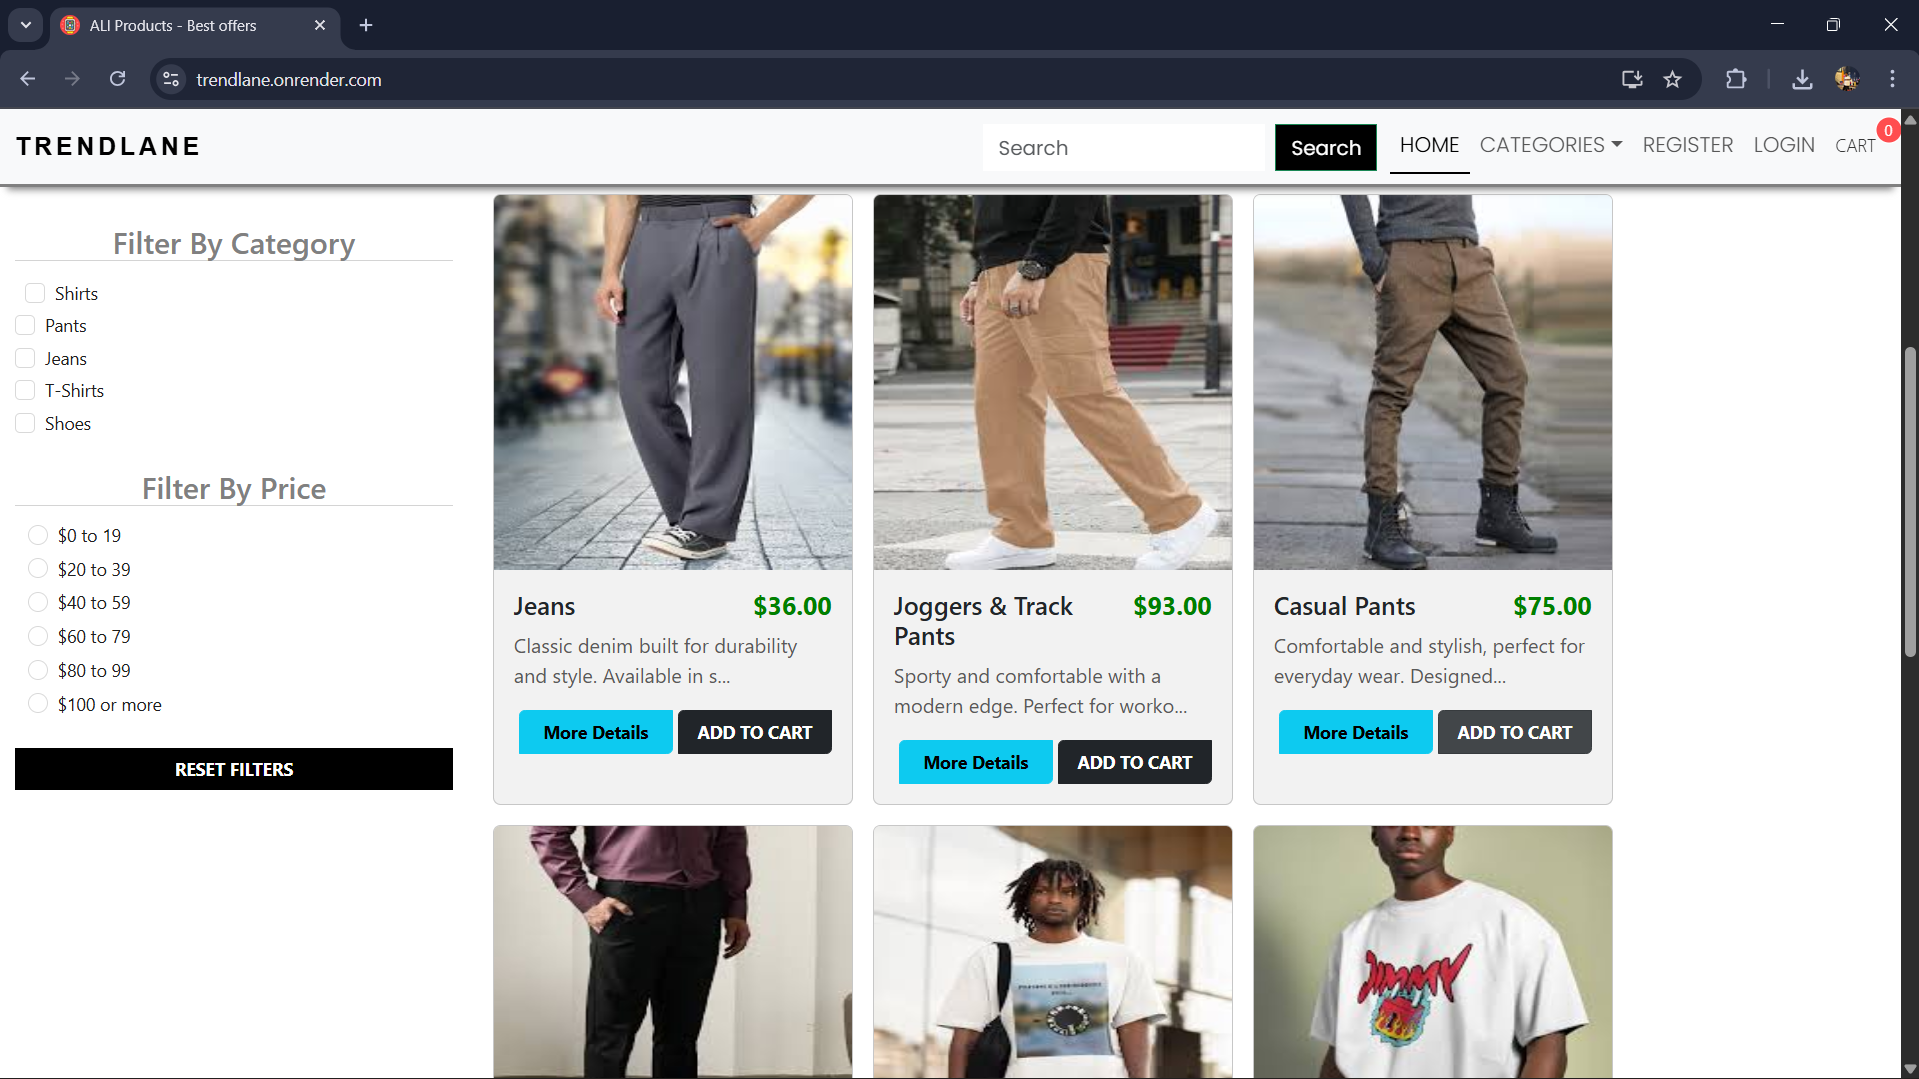 ALl Products - Best offers
trendlane.onrender.com
TRENDLANE
Search
Search
HOME
CATEGORIES
REGISTER
LOGIN
CART
0
Filter By Category
Shirts
Pants
Jeans
T-Shirts
Shoes
Filter By Price
$0 to 19
$20 to 39
$40 to 59
$60 to 79
$80 to 99
$100 or more
RESET FILTERS
Jeans
$36.00
Classic denim built for durability
and style. Available in s...
More Details
ADD TO CART
Joggers & Track
Pants
$93.00
Sporty and comfortable with a
modern edge. Perfect for worko...
More Details
ADD TO CART
Casual Pants
$75.00
Comfortable and stylish, perfect for
everyday wear. Designed...
More Details
ADD TO CART
JIMMY